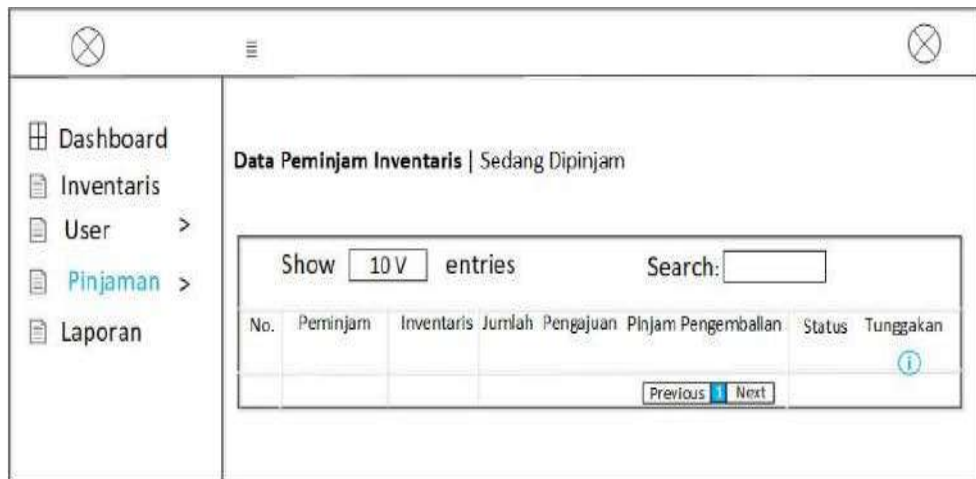 Dashboard
Inventaris
User >
Pinjaman >
Laporan
Data Peminjam Inventaris | Sedang Dipinjam
Show 10 V entries Search:
No. Peminjam Inventaris Jumlah Pengajuan Pinjam Pengembalian Status Tunggakan
i
Previous 1 Next